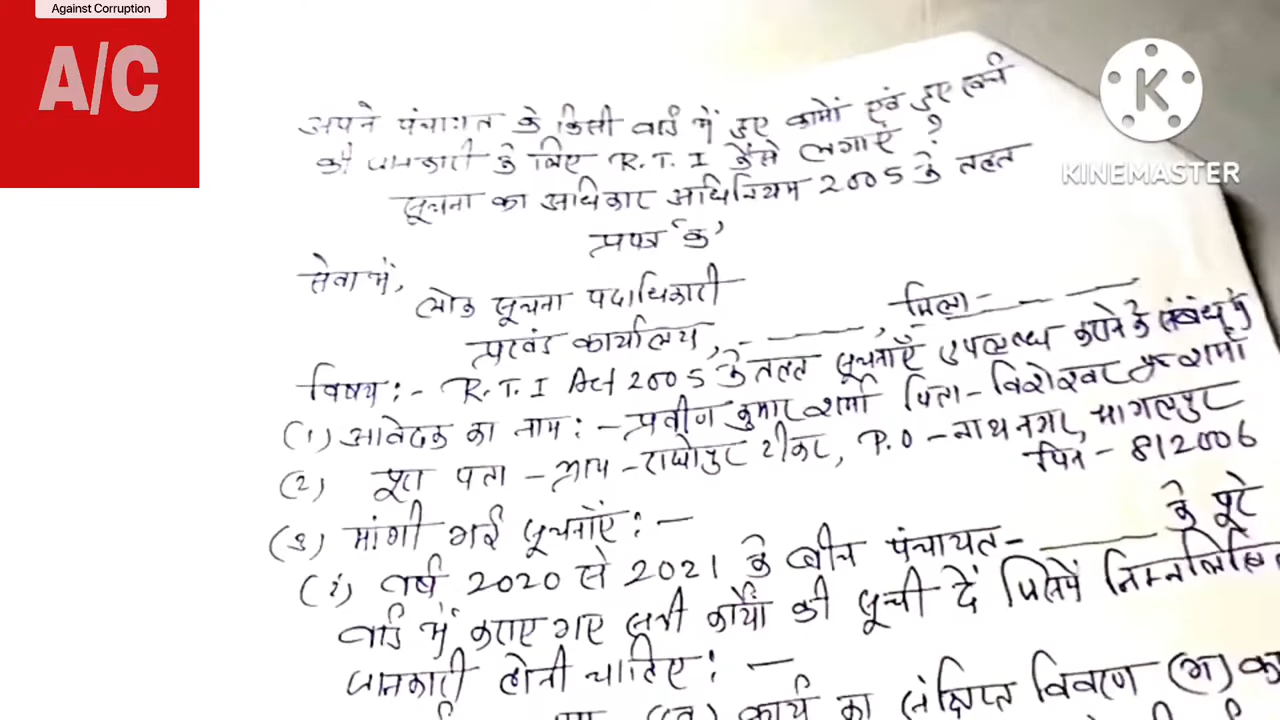 Against Corruption
A/C
KINEMASTER
अपने पंचायत के किसी वार्ड में हुए कामों एवं हुए खर्च
की जानकारी के लिए R.T.I कैसे लगाएँ ?
सूचना का अधिकार अधिनियम 2005 के तहत
प्रपत्र 'क'
सेवा में,
लोक सूचना पदाधिकारी
प्रखंड कार्यालय, - ———, जिला- — —
विषय:- R.T.I Act 2005 के तहत सूचनाएँ उपलब्ध कराने के संबंध में
(1) आवेदक का नाम:- प्रवीण कुमार शर्मा पिता- विशेश्वर शर्मा
(2) पूरा पता - ग्राम - राघोपुर टीकर, P.O - नाथनगर, भागलपुर
पिन - 812006
(3) मांगी गई सूचनाएँ:-
(i) वर्ष 2020 से 2021 के बीच पंचायत- ——— के पूरे
वार्ड में कराए गए सभी कार्यों की सूची दें जिसमें निम्नलिखि
जानकारी होनी चाहिए:-
कार्य का संक्षिप्त विवरण (ग) का